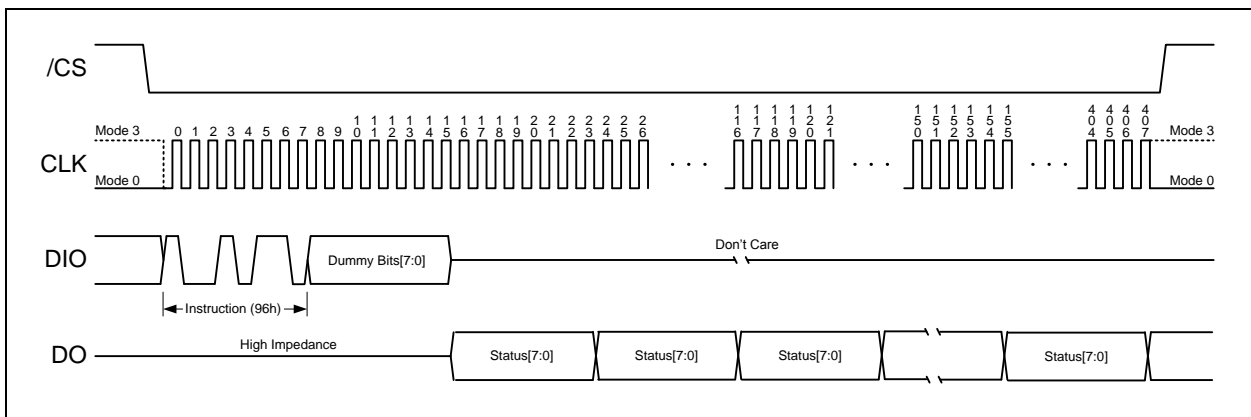 /CS
Mode 3
0 1 2 3 4 5 6 7 8 9 10 11 12 13 14 15 16 17 18 19 20 21 22 23 24 25 26 116 117 118 119 120 121 150 151 152 153 154 155 404 405 406 407
Mode 3
CLK
. . .
. . .
. . .
Mode 0
Mode 0
DIO
Dummy Bits[7:0]
Don't Care
Instruction (96h)
DO
High Impedance
Status[7:0]
Status[7:0]
Status[7:0]
Status[7:0]